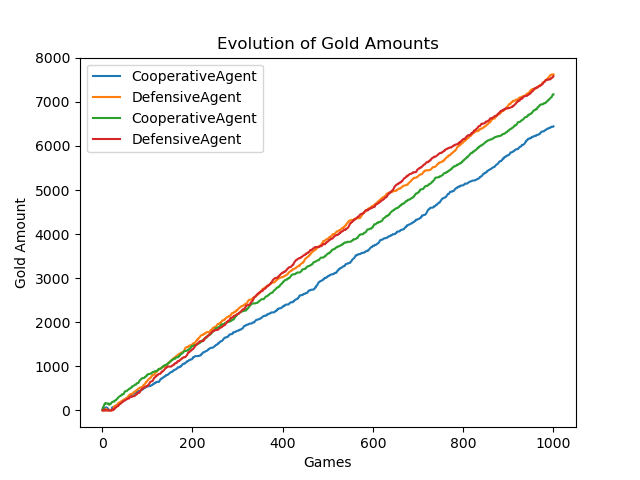 Evolution of Gold Amounts
CooperativeAgent
DefensiveAgent
CooperativeAgent
DefensiveAgent
Gold Amount
8000
7000
6000
5000
4000
3000
2000
1000
0
0 200 400 600 800 1000
Games